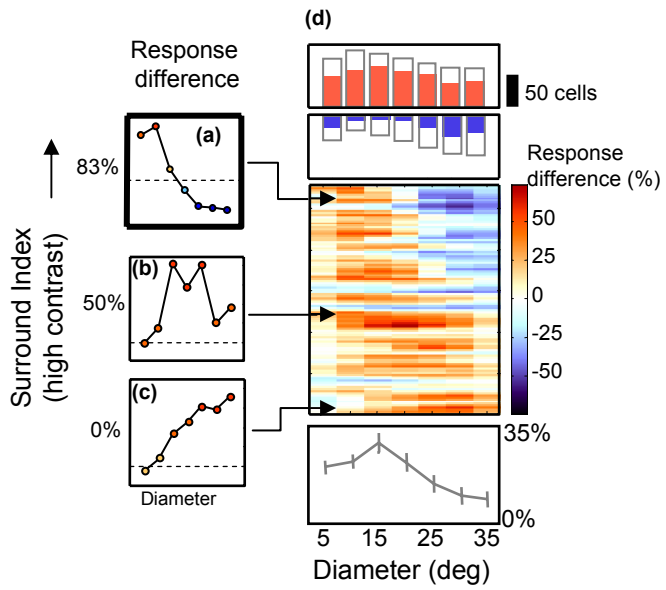 (d)
Response
difference
50 cells
(a)
83%
Response
difference (%)
50
25
0
-25
-50
(b)
50%
Surround Index
(high contrast)
(c)
0%
Diameter
35%
0%
5 15 25 35
Diameter (deg)